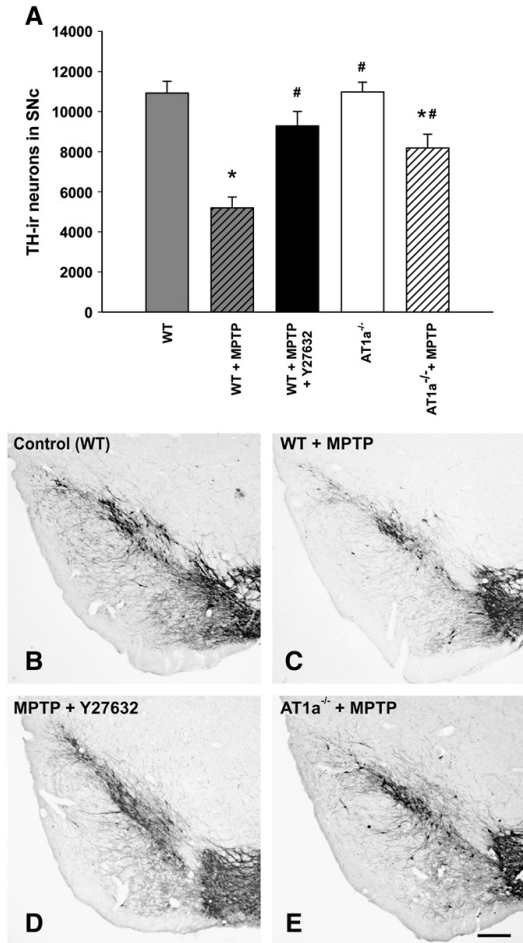 A
14000
12000
10000
8000
6000
4000
2000
0
TH-ir neurons in SNc
*
#
#
*#
WT
WT + MPTP
WT + MPTP
+ Y27632
AT1a-/-
AT1a-/-+ MPTP
Control (WT)
B
WT + MPTP
C
MPTP + Y27632
D
AT1a-/- + MPTP
E